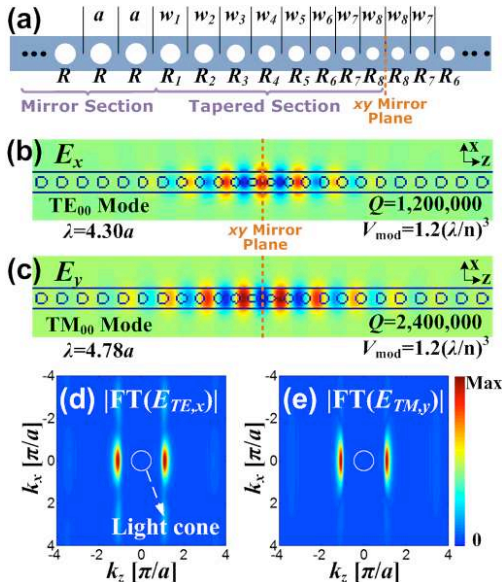 (a) a a w1 w2 w3 w4 w5 w6 w7 w8 w8 w7
R R R R1 R2 R3 R4 R5 R6 R7 R8 R8 R7 R6
Mirror Section Tapered Section xy Mirror
Plane
(b) Ex x
z
TE00 Mode Q=1,200,000
λ=4.30a xy Mirror Vmod=1.2(λ/n)^3
Plane
(c) Ey x
z
TM00 Mode Q=2,400,000
λ=4.78a Vmod=1.2(λ/n)^3
-4 (d) |FT(ETE,x)| (e) |FT(ETM,y)| Max
-2
kx [π/a] 0
2 Light cone
4 0
-4 -2 0 2 4 -4 -2 0 2 4
kz [π/a] kz [π/a]